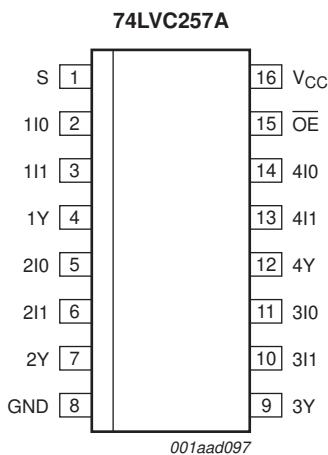 74LVC257A
S 1
1I0 2
1I1 3
1Y 4
2I0 5
2I1 6
2Y 7
GND 8
16 VCC
15 OE
14 4I0
13 4I1
12 4Y
11 3I0
10 3I1
9 3Y
001aad097